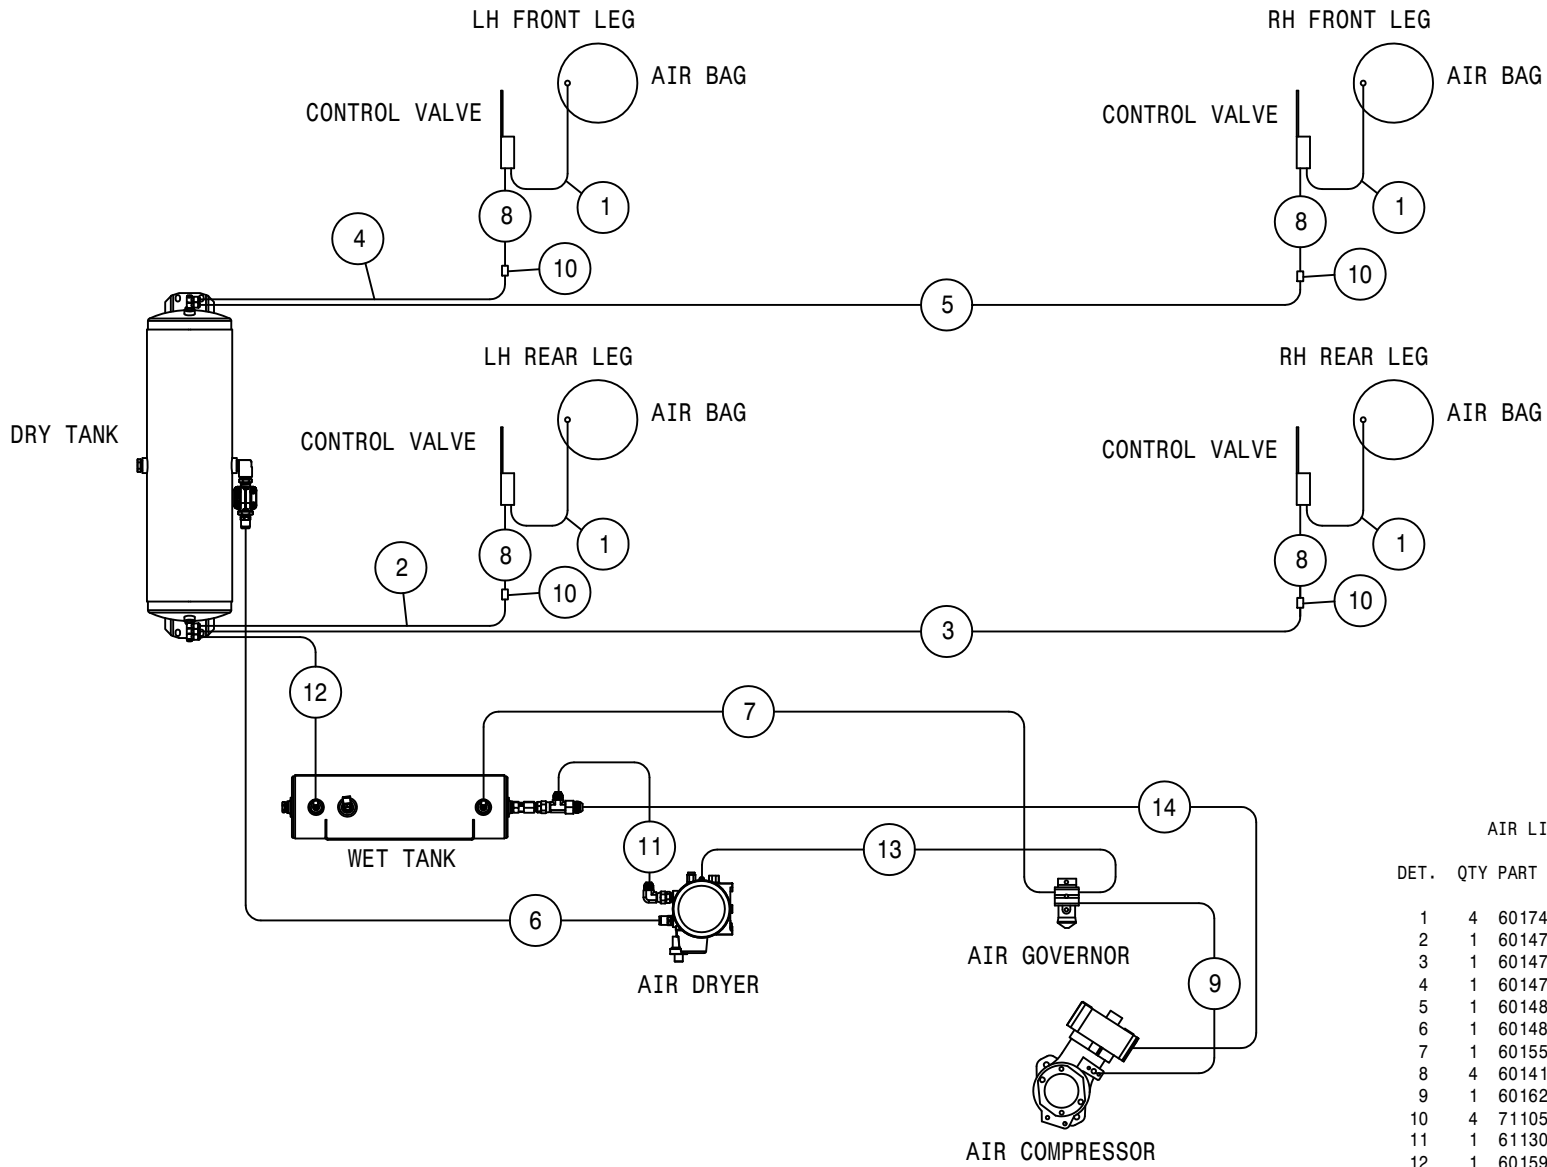 LH FRONT LEG
RH FRONT LEG
AIR BAG
AIR BAG
CONTROL VALVE
CONTROL VALVE
1
1
8
8
4
10
10
5
LH REAR LEG
RH REAR LEG
AIR BAG
AIR BAG
DRY TANK
CONTROL VALVE
CONTROL VALVE
1
1
8
8
2
10
10
3
12
7
14
WET TANK
11
13
6
AIR DRYER
AIR GOVERNOR
9
AIR COMPRESSOR
AIR LI
DET. QTY PART
1 4 60174
2 1 60147
3 1 60147
4 1 60147
5 1 60148
6 1 60148
7 1 60155
8 4 60141
9 1 60162
10 4 71105
11 1 61130
12 1 60159